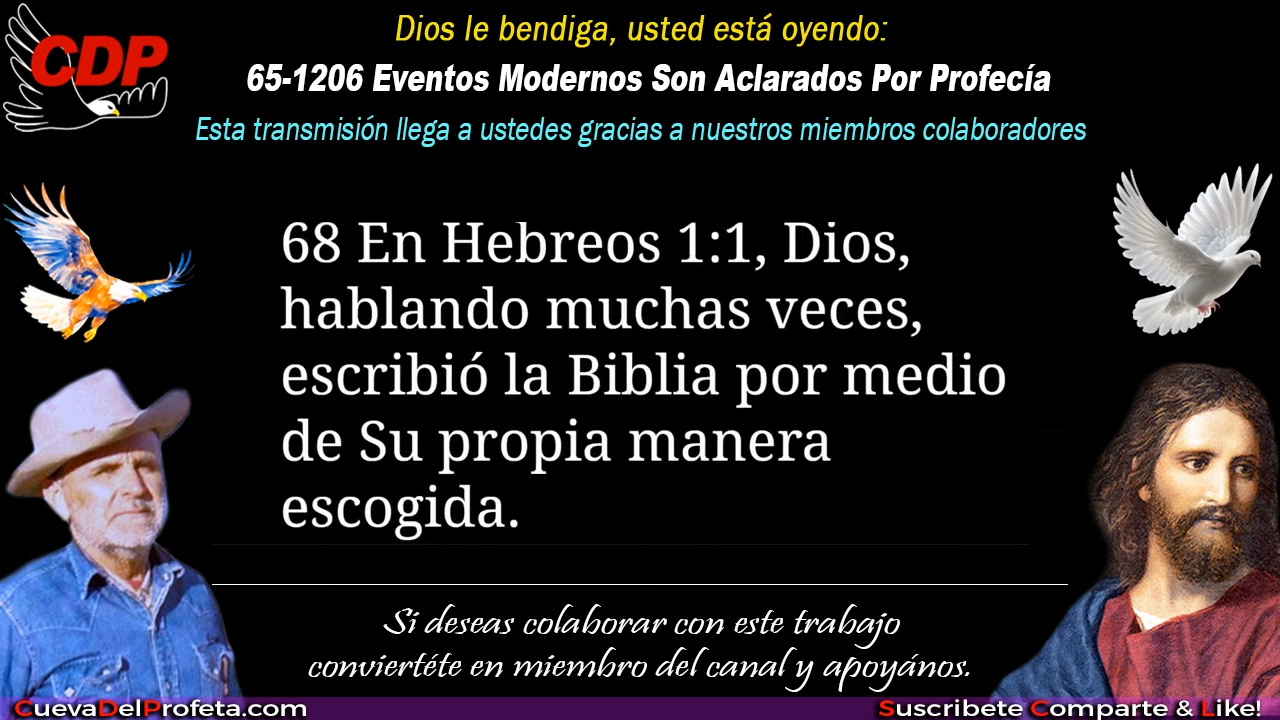 CDP
Dios le bendiga, usted está oyendo:
65-1206 Eventos Modernos Son Aclarados Por Profecía
Esta transmisión llega a ustedes gracias a nuestros miembros colaboradores
68 En Hebreos 1:1, Dios,
hablando muchas veces,
escribió la Biblia por medio
de Su propia manera
escogida.
Si deseas colaborar con este trabajo
conviertéte en miembro del canal y apoyános.
CuevaDelProfeta.com
Suscribete Comparte & Like!